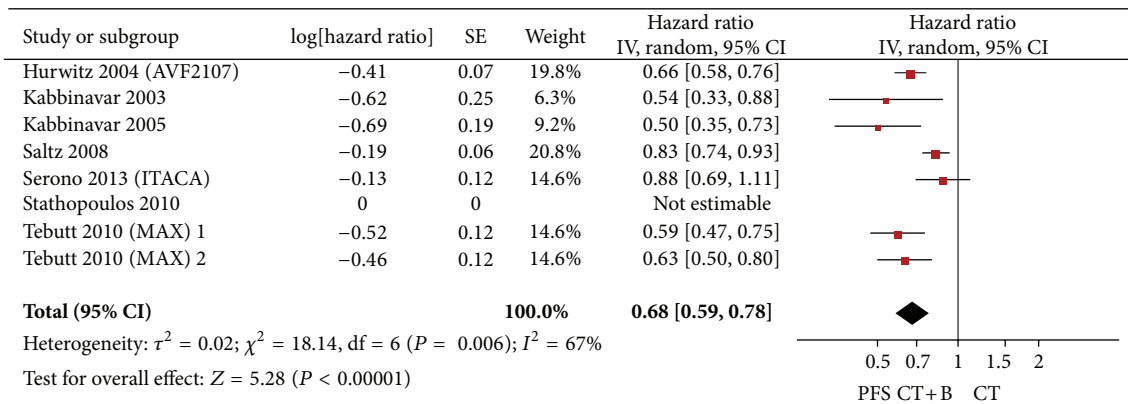 Study or subgroup log[hazard ratio] SE Weight Hazard ratio IV, random, 95% CI Hazard ratio IV, random, 95% CI
Hurwitz 2004 (AVF2107) −0.41 0.07 19.8% 0.66 [0.58, 0.76]
Kabbinavar 2003 −0.62 0.25 6.3% 0.54 [0.33, 0.88]
Kabbinavar 2005 −0.69 0.19 9.2% 0.50 [0.35, 0.73]
Saltz 2008 −0.19 0.06 20.8% 0.83 [0.74, 0.93]
Serono 2013 (ITACA) −0.13 0.12 14.6% 0.88 [0.69, 1.11]
Stathopoulos 2010 0 0 Not estimable
Tebutt 2010 (MAX) 1 −0.52 0.12 14.6% 0.59 [0.47, 0.75]
Tebutt 2010 (MAX) 2 −0.46 0.12 14.6% 0.63 [0.50, 0.80]
Total (95% CI) 100.0% 0.68 [0.59, 0.78]
Heterogeneity: τ² = 0.02; χ² = 18.14, df = 6 (P = 0.006); I² = 67%
Test for overall effect: Z = 5.28 (P < 0.00001)
0.5 0.7 1 1.5 2
PFS CT+B CT